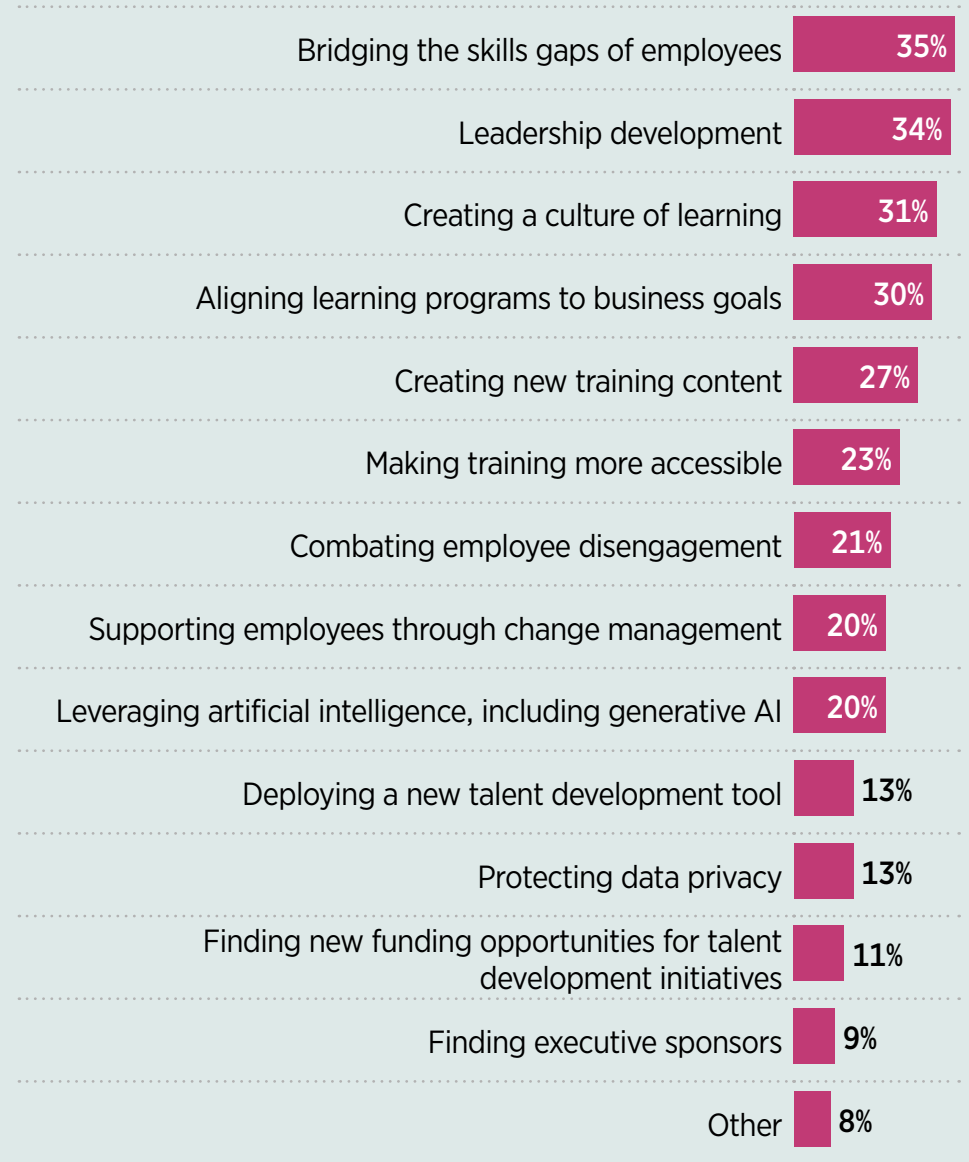 Bridging the skills gaps of employees 35%
Leadership development 34%
Creating a culture of learning 31%
Aligning learning programs to business goals 30%
Creating new training content 27%
Making training more accessible 23%
Combating employee disengagement 21%
Supporting employees through change management 20%
Leveraging artificial intelligence, including generative AI 20%
Deploying a new talent development tool 13%
Protecting data privacy 13%
Finding new funding opportunities for talent
development initiatives 11%
Finding executive sponsors 9%
Other 8%